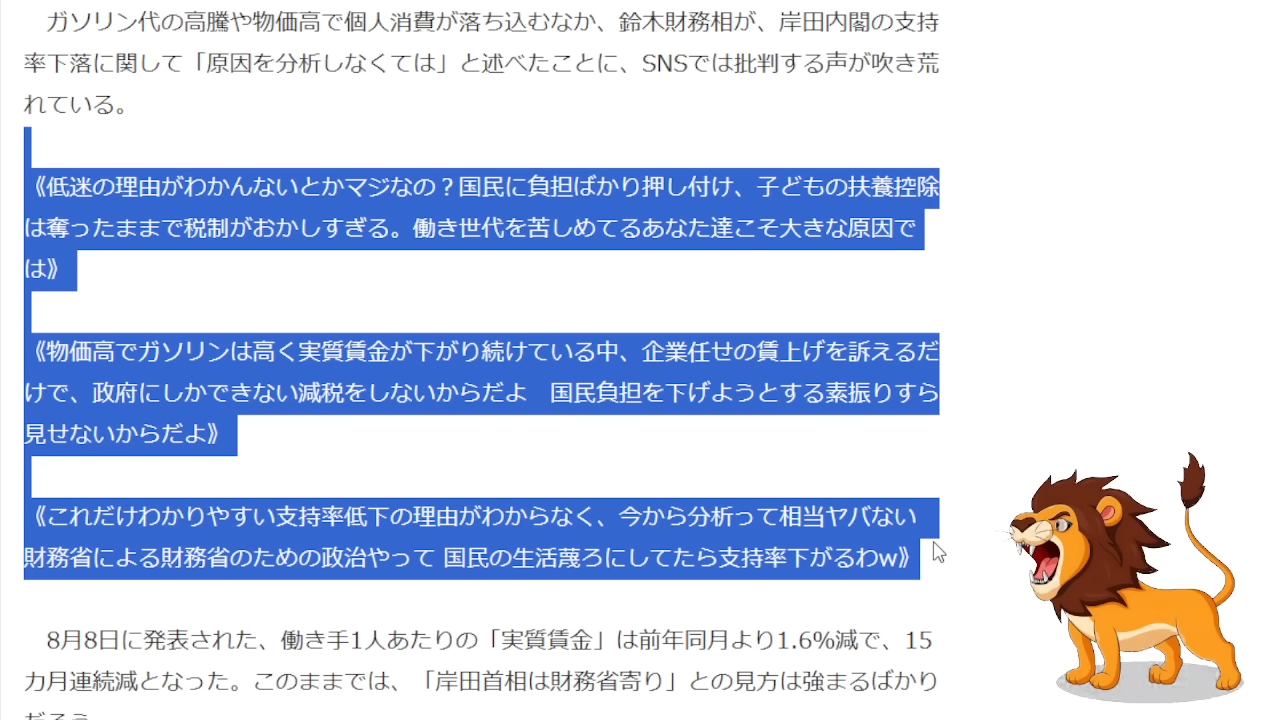 ガソリン代の高騰や物価高で個人消費が落ち込むなか、鈴木財務相が、岸田内閣の支持
率下落に関して「原因を分析しなくては」と述べたことに、SNSでは批判する声が吹き荒
れている。
《低迷の理由がわかんないとかマジなの？国民に負担ばかり押し付け、子どもの扶養控除
は奪ったままで税制がおかしすぎる。働き世代を苦しめてるあなた達こそ大きな原因で
は》
《物価高でガソリンは高く実質賃金が下がり続けている中、企業任せの賃上げを訴えるだ
けで、政府にしかできない減税をしないからだよ　国民負担を下げようとする素振りすら
見せないからだよ》
《これだけわかりやすい支持率低下の理由がわからなく、今から分析って相当ヤバない
財務省による財務省のための政治やって 国民の生活蔑ろにしてたら支持率下がるわw》
8月8日に発表された、働き手1人あたりの「実質賃金」は前年同月より1.6%減で、15
カ月連続減となった。このままでは、「岸田首相は財務省寄り」との見方は強まるばかり
だろう